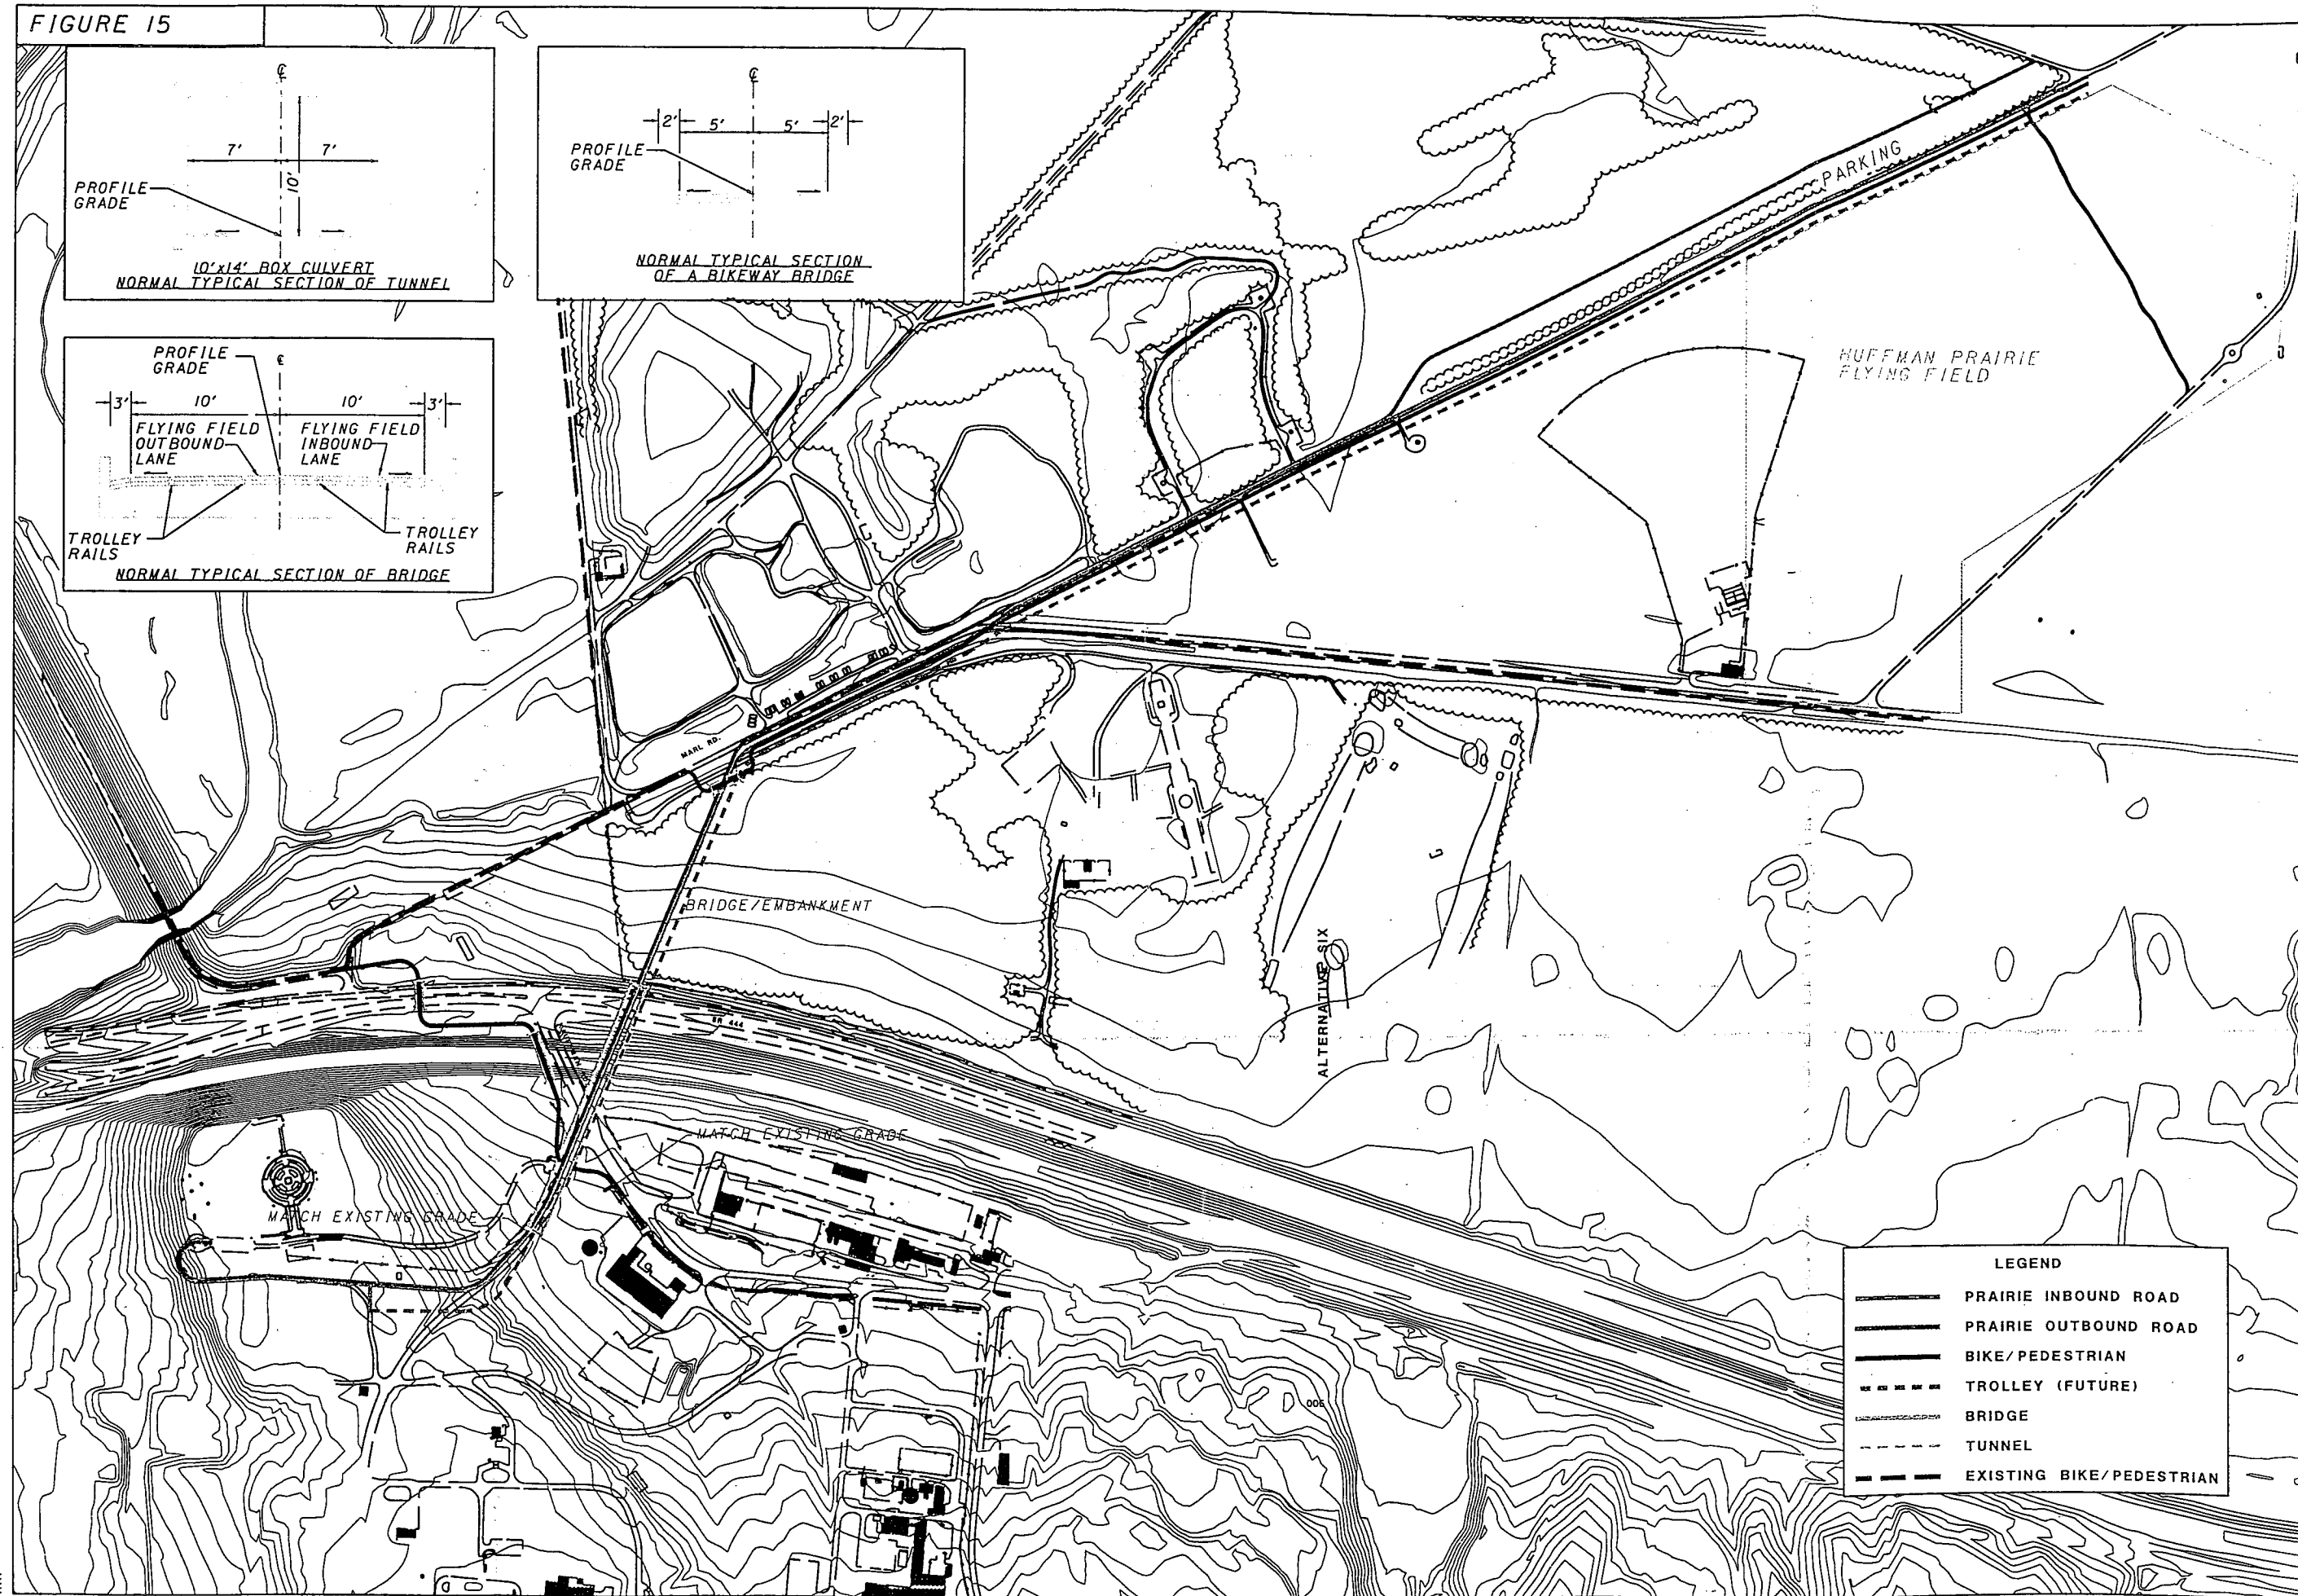 FIGURE 15
℄
7'
7'
10'
PROFILE
GRADE
10'x14' BOX CULVERT
NORMAL TYPICAL SECTION OF TUNNEL
℄
2'
5'
5'
2'
PROFILE
GRADE
NORMAL TYPICAL SECTION
OF A BIKEWAY BRIDGE
PROFILE
GRADE
℄
3'
10'
10'
3'
FLYING FIELD
OUTBOUND
LANE
FLYING FIELD
INBOUND
LANE
TROLLEY
RAILS
TROLLEY
RAILS
NORMAL TYPICAL SECTION OF BRIDGE
PARKING
HUFFMAN PRAIRIE
FLYING FIELD
MARL RD.
BRIDGE/EMBANKMENT
ALTERNATIVE SIX
SR 444
MATCH EXISTING GRADE
MATCH EXISTING GRADE
LEGEND
PRAIRIE INBOUND ROAD
PRAIRIE OUTBOUND ROAD
BIKE/PEDESTRIAN
TROLLEY (FUTURE)
BRIDGE
TUNNEL
EXISTING BIKE/PEDESTRIAN